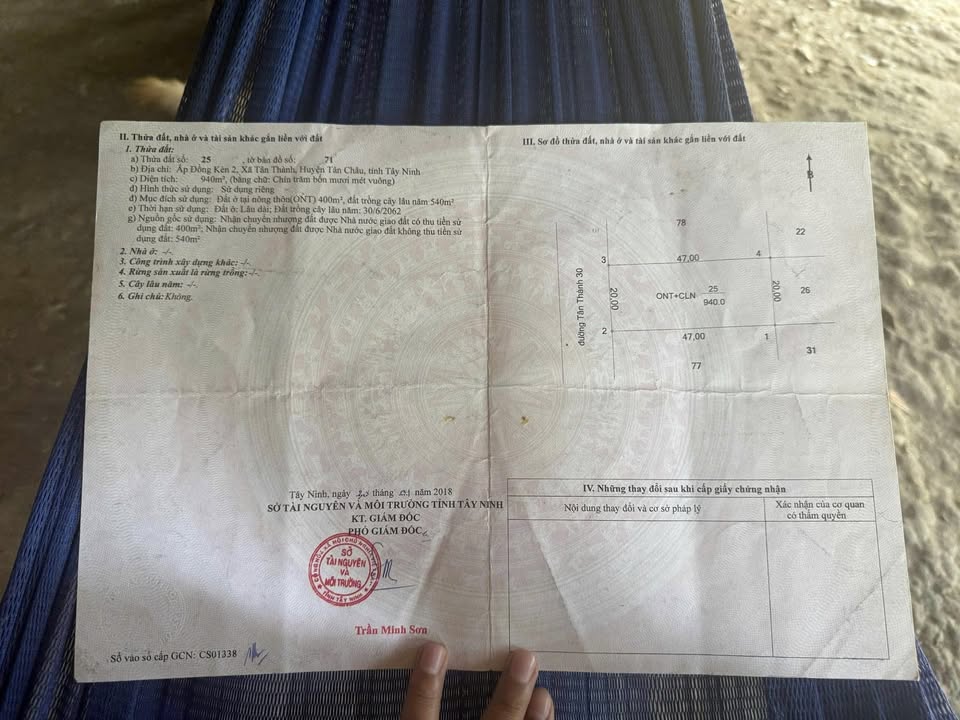 II. Thửa đất, nhà ở và tài sản khác gắn liền với đất
1. Thửa đất:
a) Thửa đất số: 25 , tờ bản đồ số: 71
b) Địa chỉ: Ấp Đồng Kèn 2, Xã Tân Thành, Huyện Tân Châu, tỉnh Tây Ninh
c) Diện tích: 940m², (bằng chữ: Chín trăm bốn mươi mét vuông)
d) Hình thức sử dụng: Sử dụng riêng
đ) Mục đích sử dụng: Đất ở tại nông thôn(ONT) 400m², đất trồng cây lâu năm 540m²
e) Thời hạn sử dụng: Đất ở: Lâu dài; Đất trồng cây lâu năm: 30/6/2062
g) Nguồn gốc sử dụng: Nhận chuyển nhượng đất được Nhà nước giao đất có thu tiền sử
dụng đất: 400m²; Nhận chuyển nhượng đất được Nhà nước giao đất không thu tiền sử
dụng đất: 540m²
2. Nhà ở: -/-.
3. Công trình xây dựng khác: -/-.
4. Rừng sản xuất là rừng trồng: -/-.
5. Cây lâu năm: -/-.
6. Ghi chú: Không.
Tây Ninh, ngày 20 tháng 01 năm 2018
SỞ TÀI NGUYÊN VÀ MÔI TRƯỜNG TỈNH TÂY NINH
KT. GIÁM ĐỐC
PHÓ GIÁM ĐỐC
SỞ
TÀI NGUYÊN
VÀ
MÔI TRƯỜNG
TỈNH TÂY NINH
Trần Minh Sơn
Số vào sổ cấp GCN: CS01338
III. Sơ đồ thửa đất, nhà ở và tài sản khác gắn liền với đất
B
78
22
3
47,00
4
đường Tân Thành 30
20,00
ONT+CLN
25
940.0
20,00
26
2
47,00
1
31
77
IV. Những thay đổi sau khi cấp giấy chứng nhận
Nội dung thay đổi và cơ sở pháp lý
Xác nhận của cơ quan
có thẩm quyền